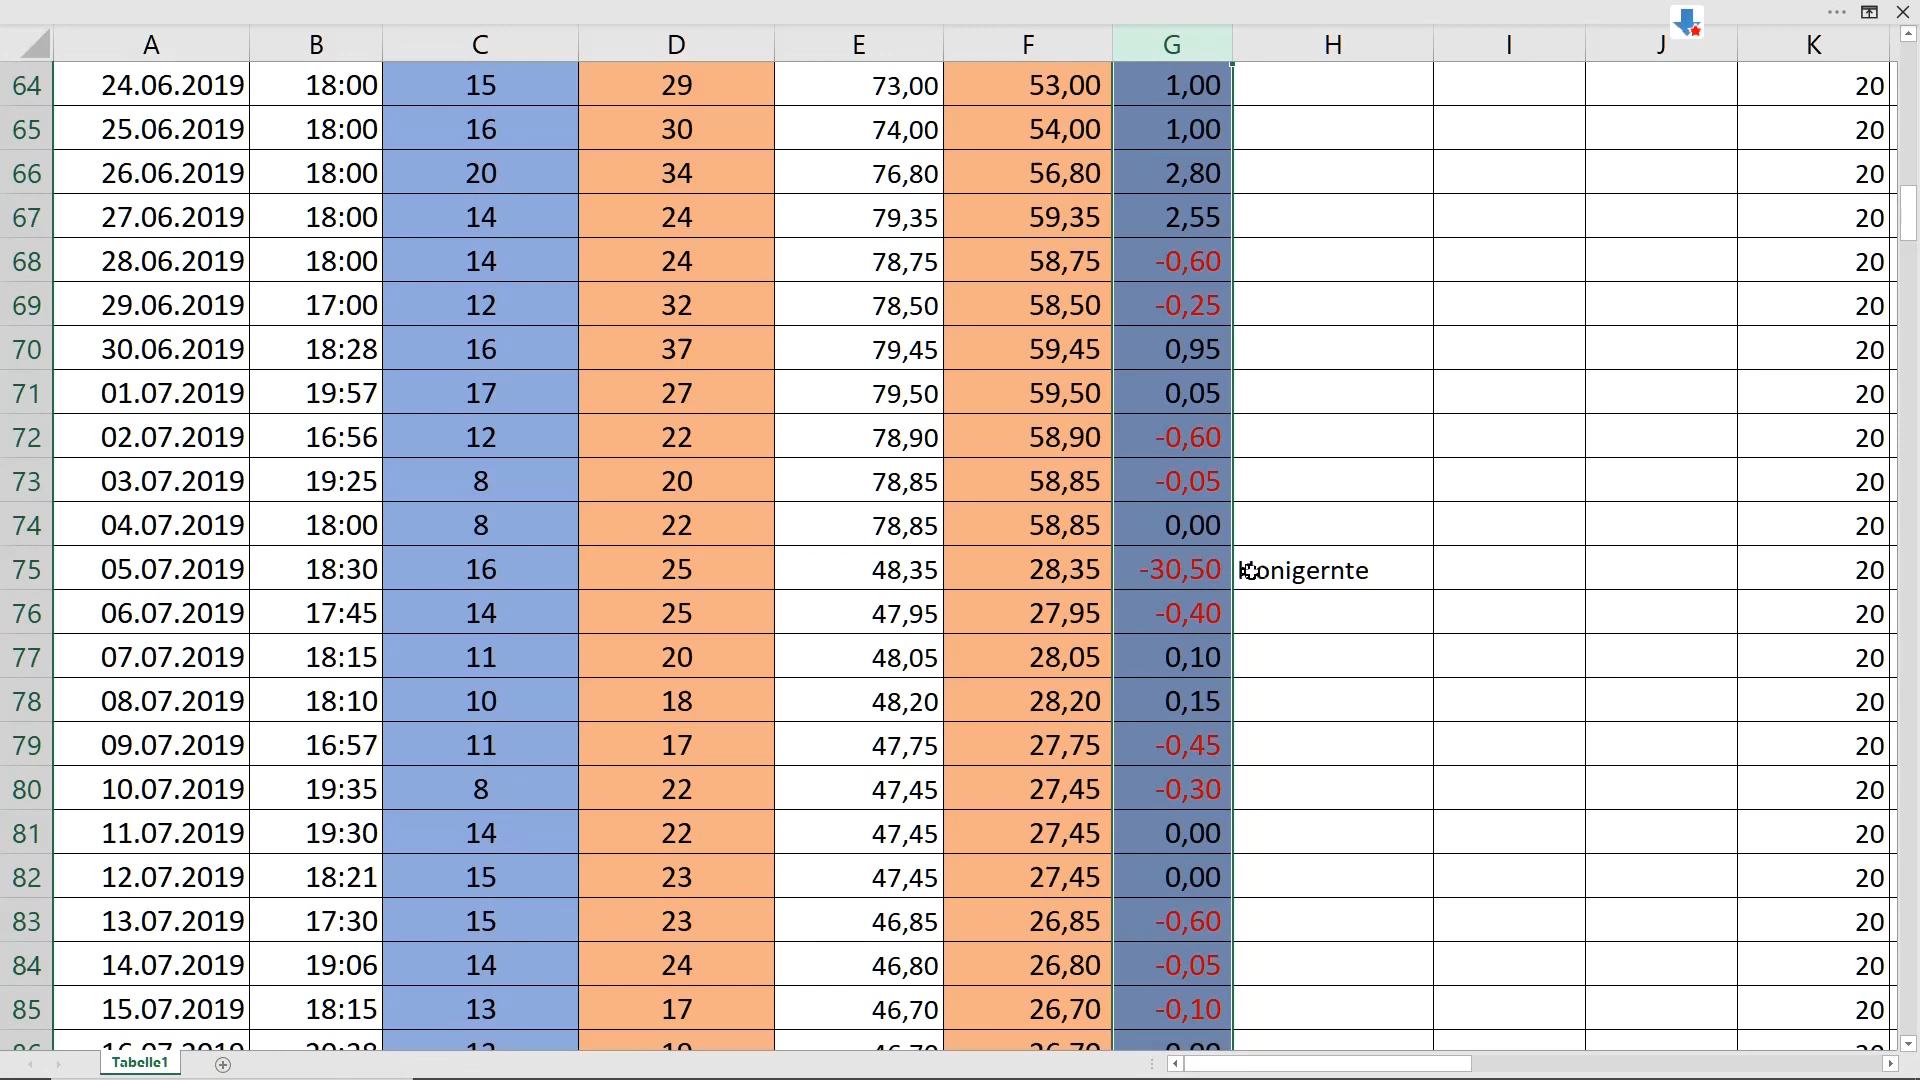 A B C D E F G H I J K
64 24.06.2019 18:00 15 29 73,00 53,00 1,00 20
65 25.06.2019 18:00 16 30 74,00 54,00 1,00 20
66 26.06.2019 18:00 20 34 76,80 56,80 2,80 20
67 27.06.2019 18:00 14 24 79,35 59,35 2,55 20
68 28.06.2019 18:00 14 24 78,75 58,75 -0,60 20
69 29.06.2019 17:00 12 32 78,50 58,50 -0,25 20
70 30.06.2019 18:28 16 37 79,45 59,45 0,95 20
71 01.07.2019 19:57 17 27 79,50 59,50 0,05 20
72 02.07.2019 16:56 12 22 78,90 58,90 -0,60 20
73 03.07.2019 19:25 8 20 78,85 58,85 -0,05 20
74 04.07.2019 18:00 8 22 78,85 58,85 0,00 20
75 05.07.2019 18:30 16 25 48,35 28,35 -30,50 Honigernte 20
76 06.07.2019 17:45 14 25 47,95 27,95 -0,40 20
77 07.07.2019 18:15 11 20 48,05 28,05 0,10 20
78 08.07.2019 18:10 10 18 48,20 28,20 0,15 20
79 09.07.2019 16:57 11 17 47,75 27,75 -0,45 20
80 10.07.2019 19:35 8 22 47,45 27,45 -0,30 20
81 11.07.2019 19:30 14 22 47,45 27,45 0,00 20
82 12.07.2019 18:21 15 23 47,45 27,45 0,00 20
83 13.07.2019 17:30 15 23 46,85 26,85 -0,60 20
84 14.07.2019 19:06 14 24 46,80 26,80 -0,05 20
85 15.07.2019 18:15 13 17 46,70 26,70 -0,10 20
Tabelle1